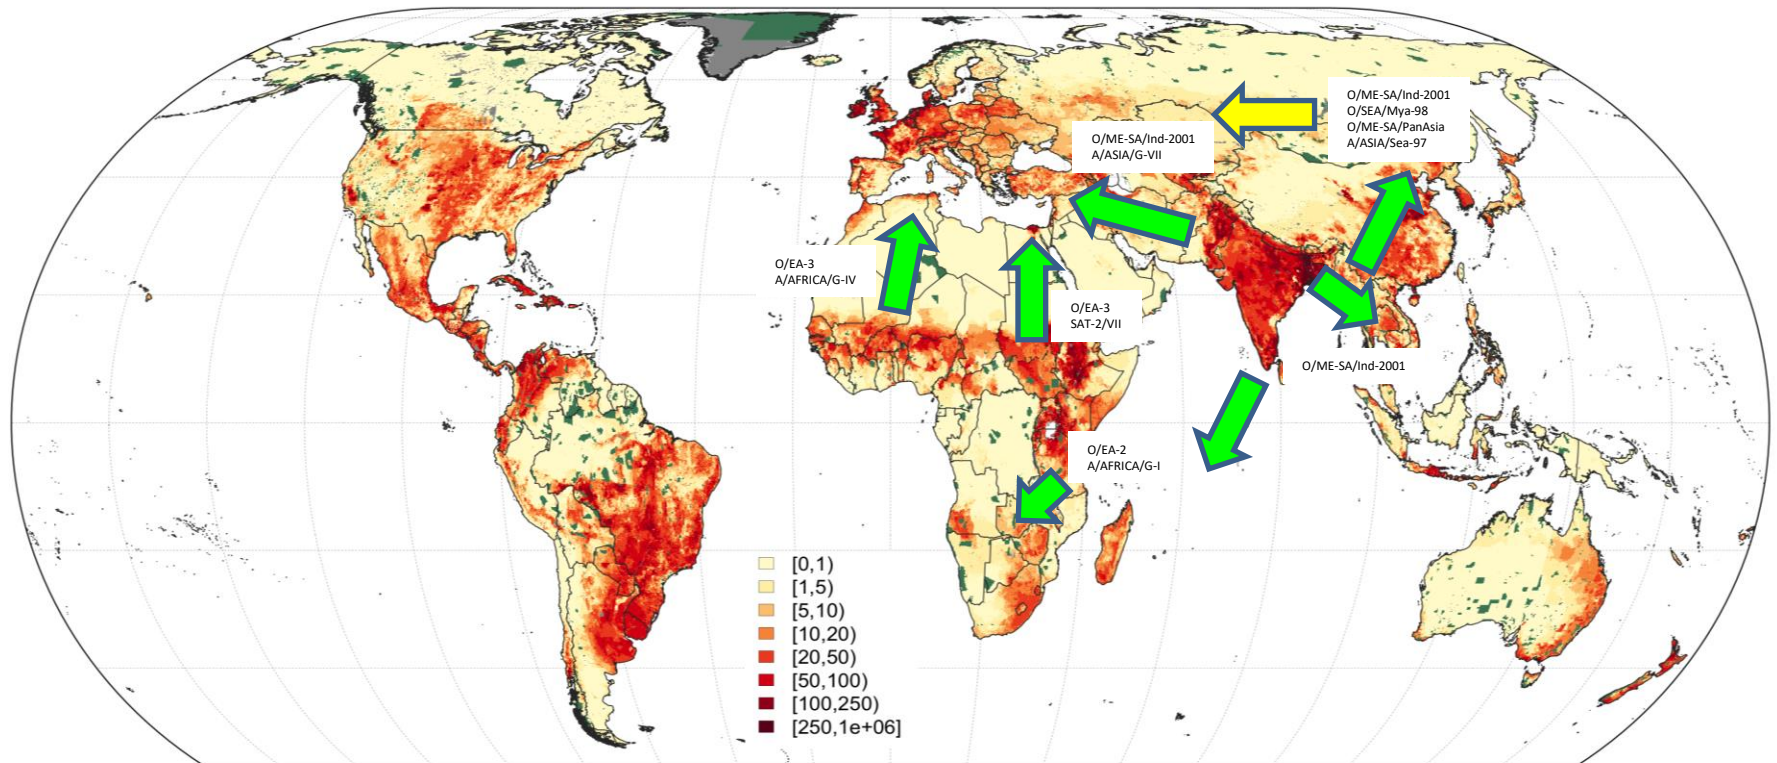 O/ME-SA/Ind-2001
O/SEA/Mya-98
O/ME-SA/PanAsia
A/ASIA/Sea-97
O/ME-SA/Ind-2001
A/ASIA/G-VII
O/EA-3
A/AFRICA/G-IV
O/EA-3
SAT-2/VII
O/ME-SA/Ind-2001
O/EA-2
A/AFRICA/G-I
[0,1)
[1,5)
[5,10)
[10,20)
[20,50)
[50,100)
[100,250)
[250,1e+06]